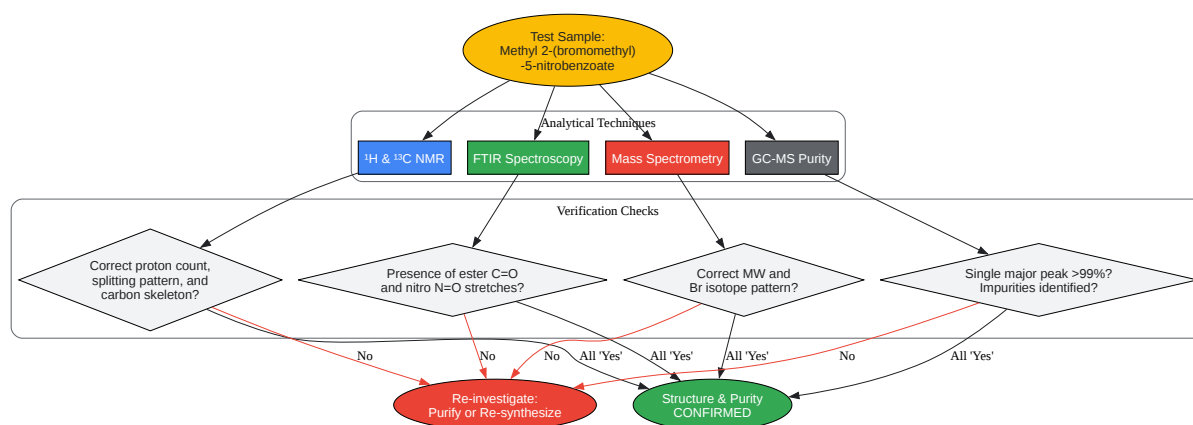 Test Sample:
Methyl 2-(bromomethyl)
-5-nitrobenzoate
Analytical Techniques
¹H & ¹³C NMR
FTIR Spectroscopy
Mass Spectrometry
GC-MS Purity
Verification Checks
Correct proton count,
splitting pattern, and
carbon skeleton?
Presence of ester C=O
and nitro N=O stretches?
Correct MW and
Br isotope pattern?
Single major peak >99%?
Impurities identified?
No
All 'Yes'
No
All 'Yes'
No
All 'Yes'
No
All 'Yes'
Re-investigate:
Purify or Re-synthesize
Structure & Purity
CONFIRMED